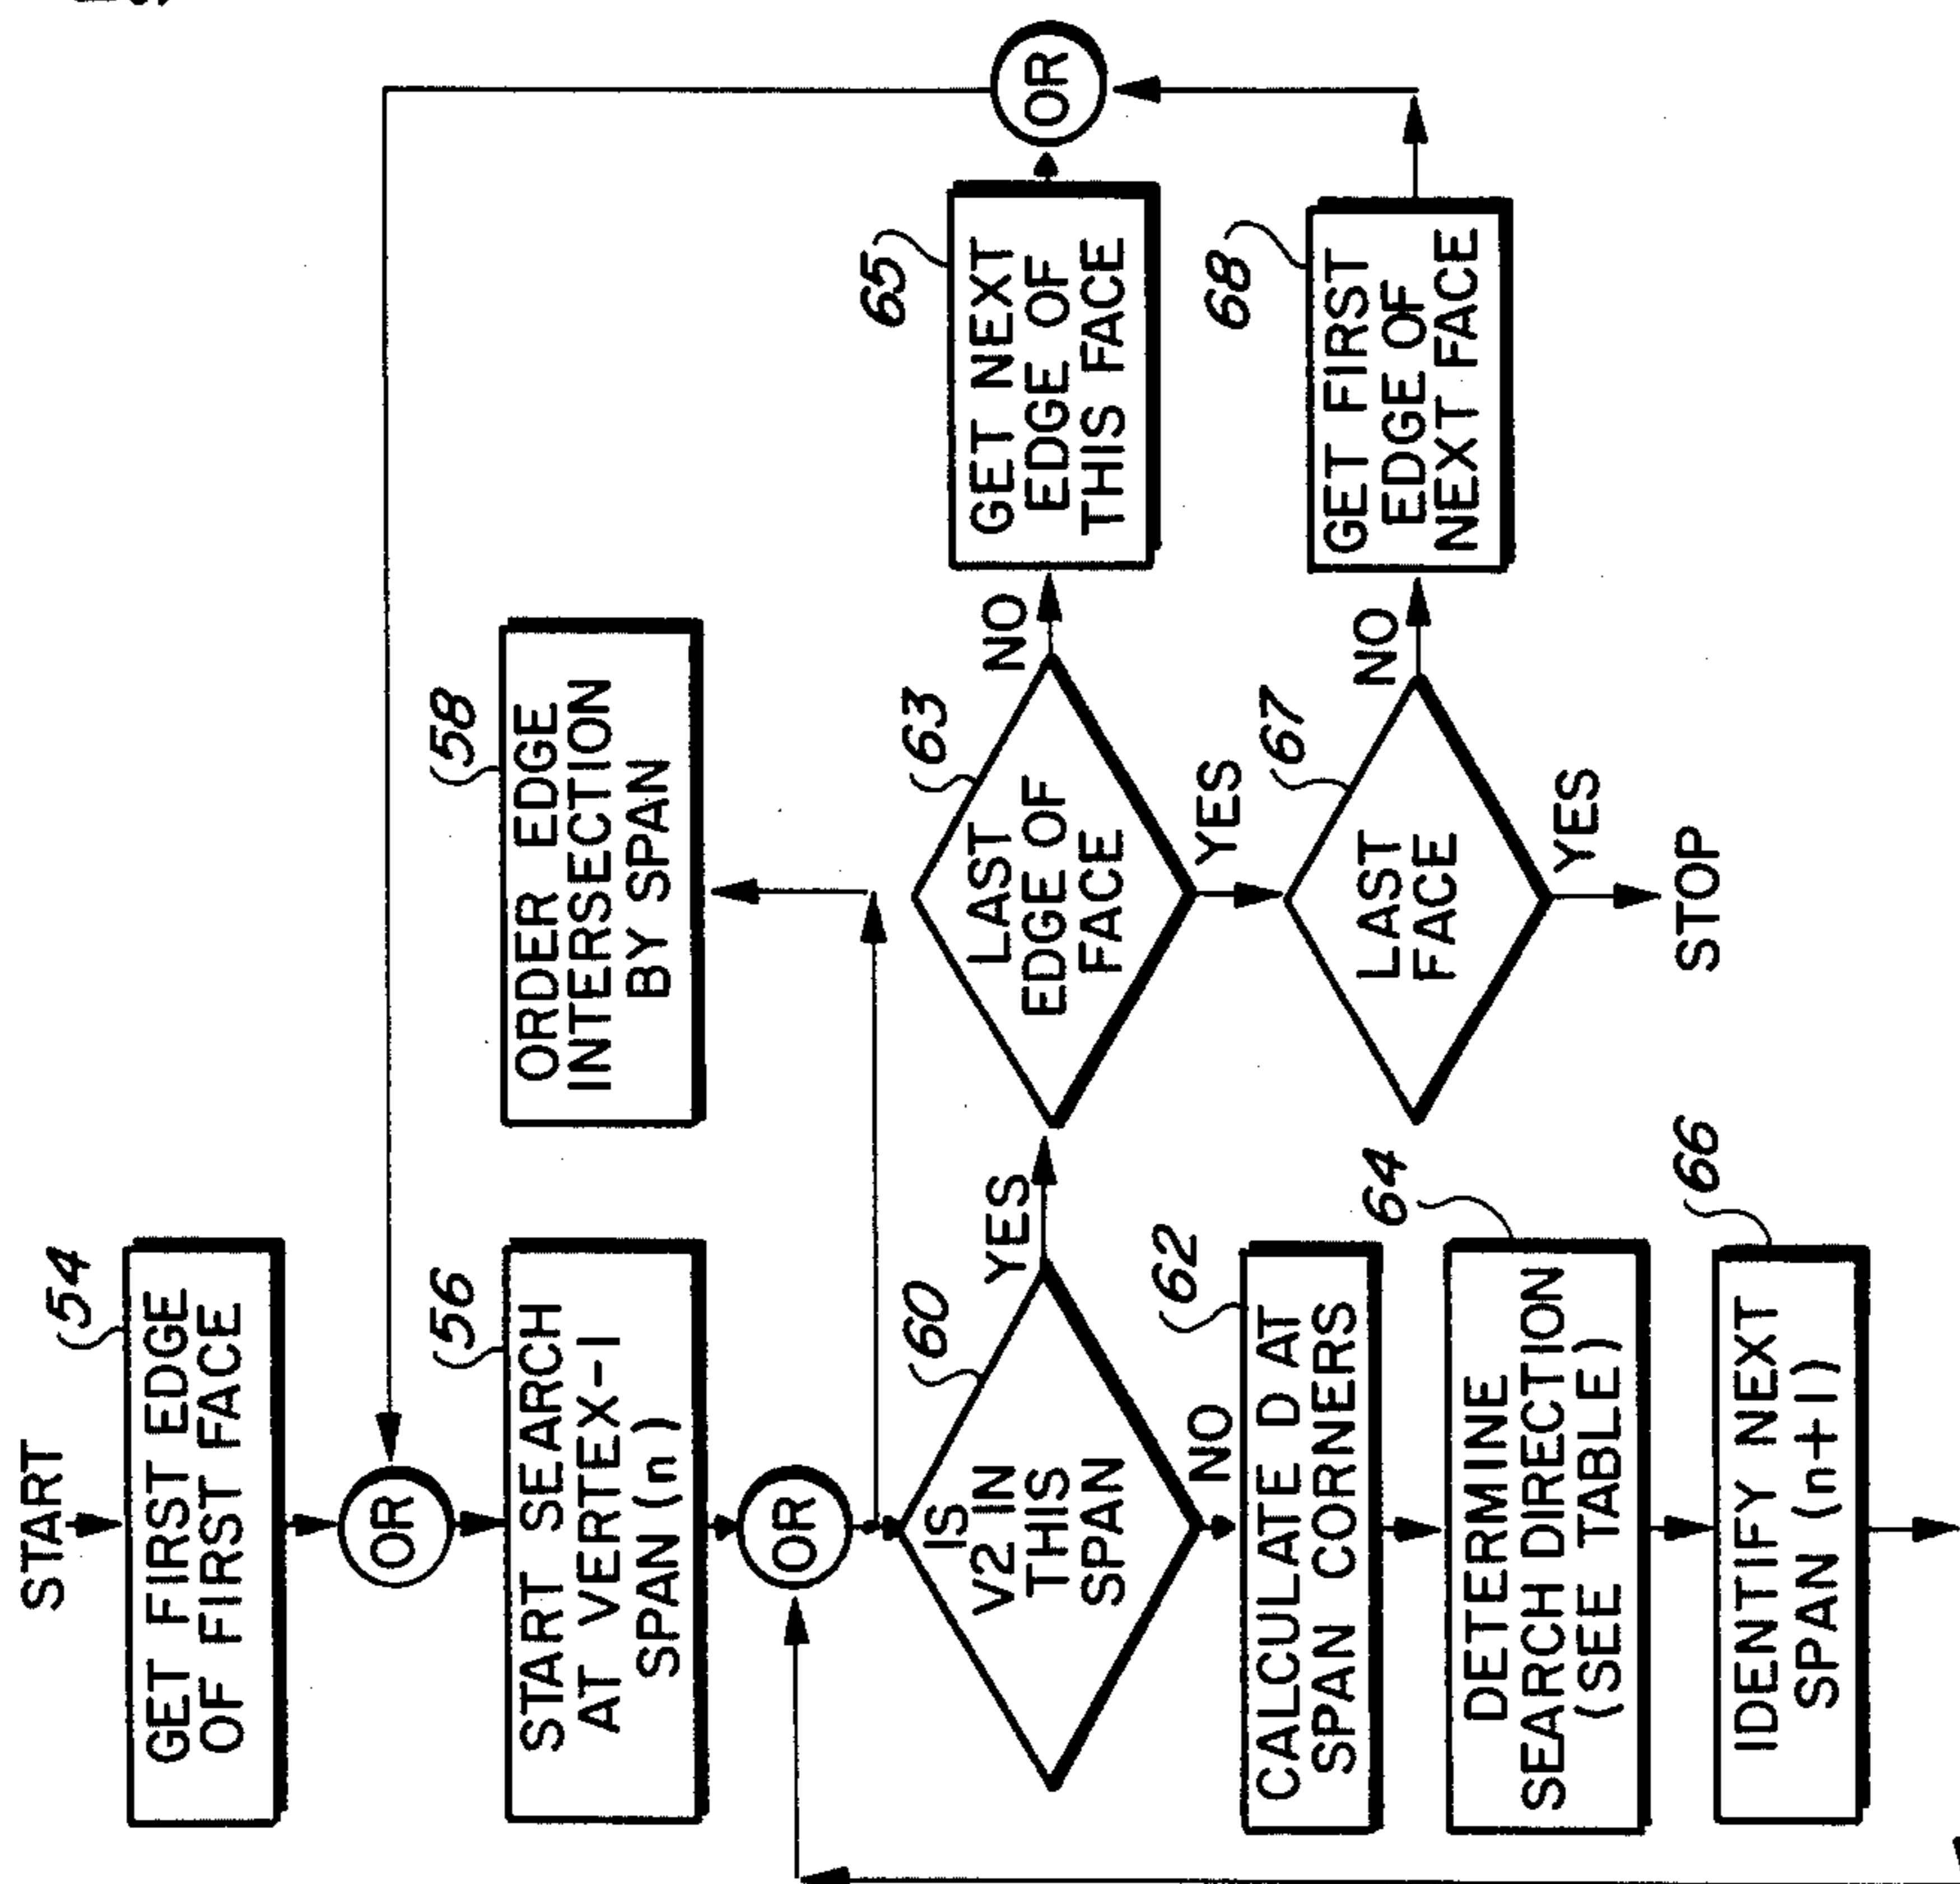 START
54
GET FIRST EDGE
OF FIRST FACE
OR
56
START SEARCH
AT VERTEX-1
SPAN (n)
OR
58
ORDER EDGE
INTERSECTION
BY SPAN
60
IS
V2 IN
THIS
SPAN
YES
NO
62
CALCULATE D AT
SPAN CORNERS
64
DETERMINE
SEARCH DIRECTION
(SEE TABLE)
66
IDENTIFY NEXT
SPAN (n+1)
63
LAST
EDGE OF
FACE
NO
YES
65
GET NEXT
EDGE OF
THIS FACE
OR
67
LAST
FACE
NO
YES
STOP
68
GET FIRST
EDGE OF
NEXT FACE